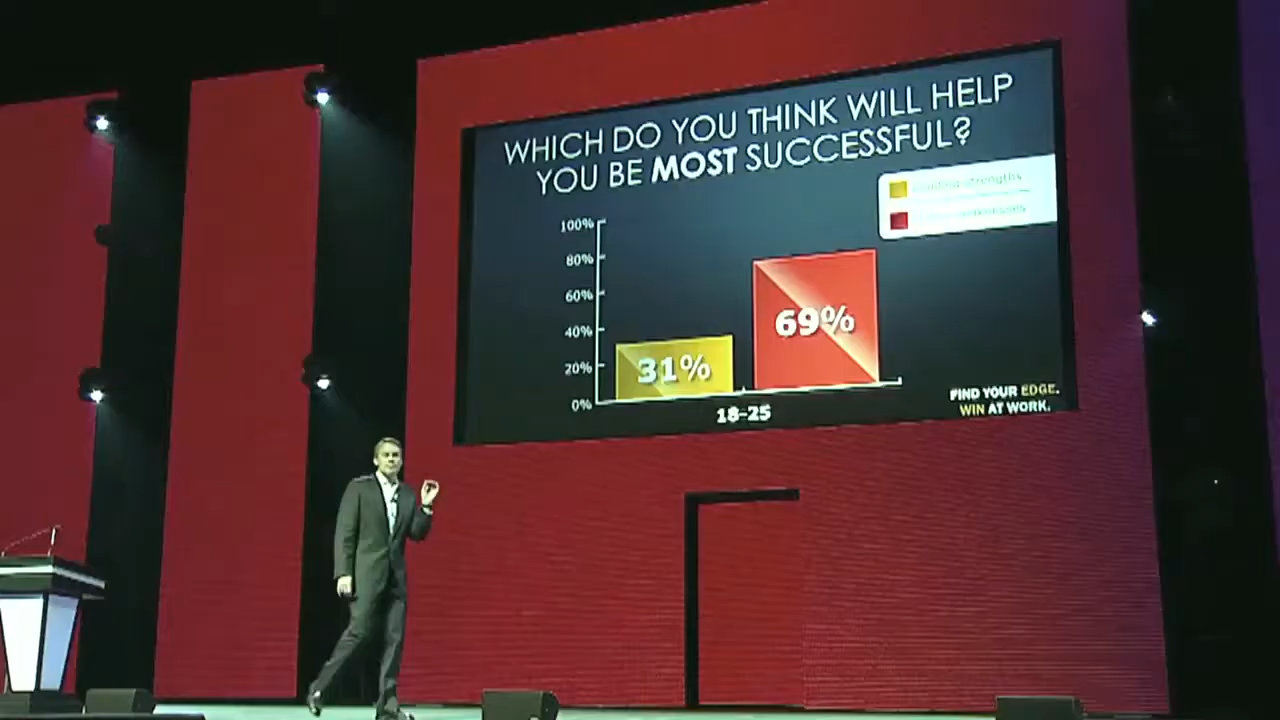 WHICH DO YOU THINK WILL HELP
YOU BE MOST SUCCESSFUL?
strengths
100%
80%
60%
40%
20%
0%
31%
69%
18-25
FIND YOUR EDGE.
WIN AT WORK.